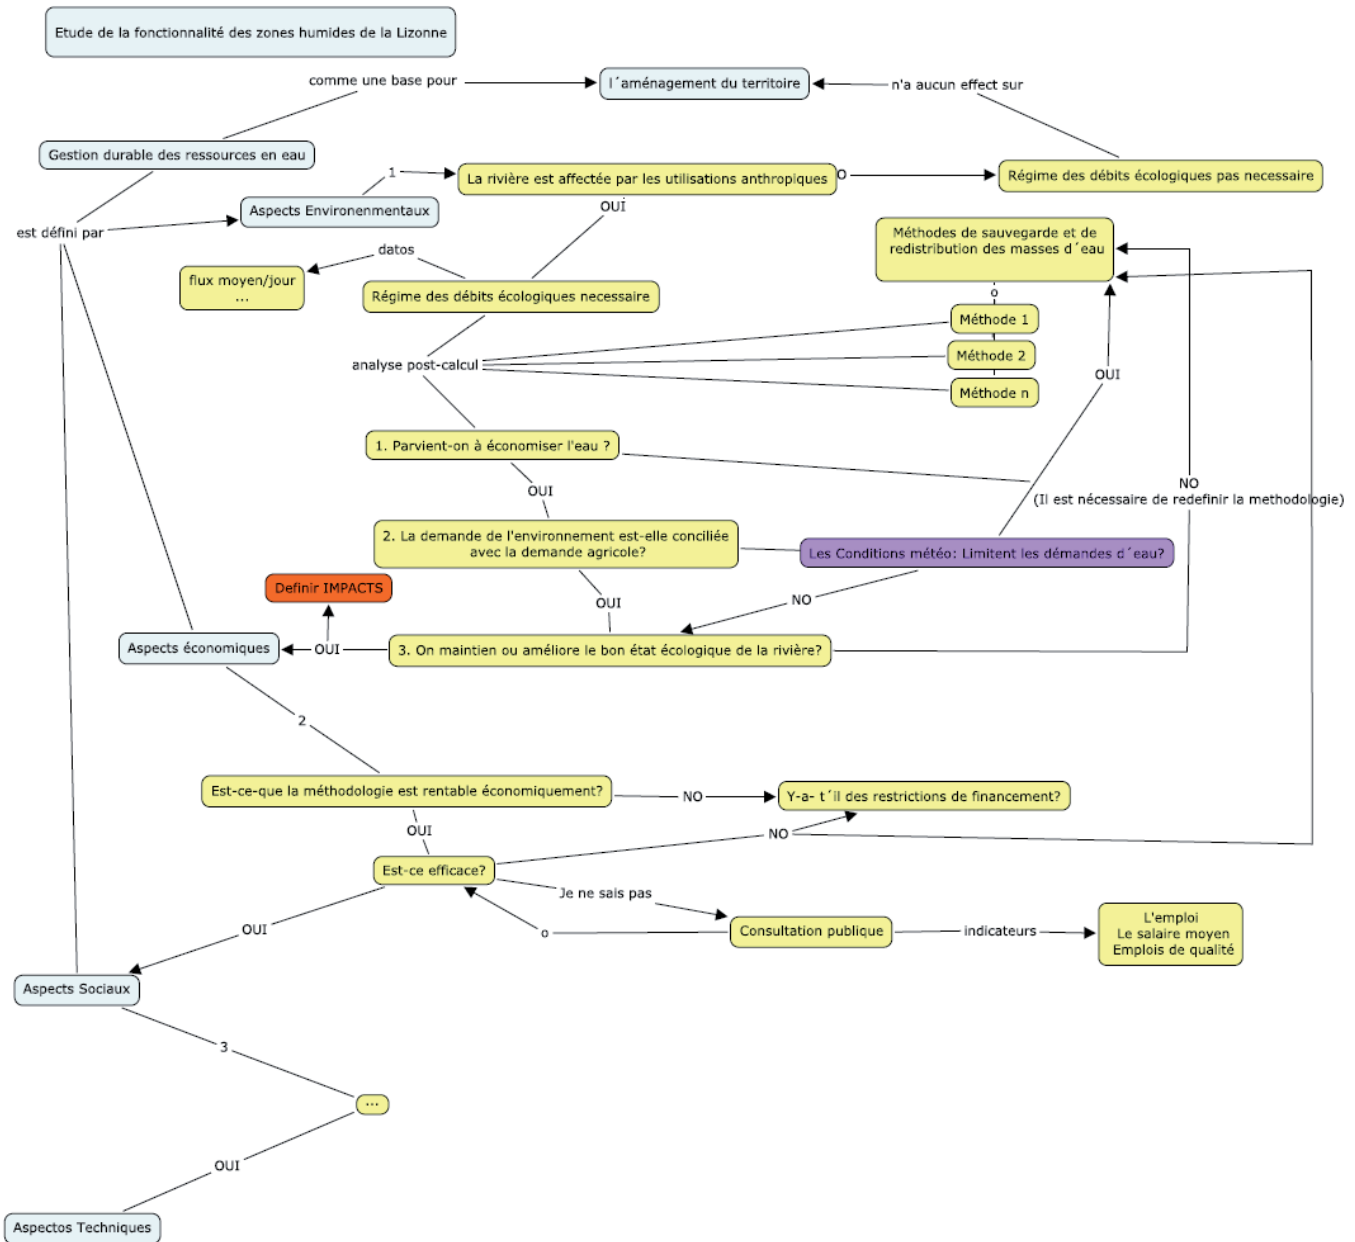 Etude de la fonctionnalité des zones humides de la Lizonne
comme une base pour
l´aménagement du territoire
n'a aucun effect sur
Gestion durable des ressources en eau
1
La rivière est affectée par les utilisations anthropiques
O
Régime des débits écologiques pas necessaire
Aspects Environenmentaux
OUI
est défini par
Méthodes de sauvegarde et de
redistribution des masses d´eau
datos
flux moyen/jour
...
Régime des débits écologiques necessaire
o
Méthode 1
Méthode 2
analyse post-calcul
OUI
Méthode n
1. Parvient-on à économiser l'eau ?
OUI
NO
(Il est nécessaire de redefinir la methodologie)
2. La demande de l'environnement est-elle conciliée
avec la demande agricole?
Les Conditions météo: Limitent les démandes d´eau?
Definir IMPACTS
OUI
NO
Aspects économiques
OUI
3. On maintien ou améliore le bon état écologique de la rivière?
2
Est-ce-que la méthodologie est rentable économiquement?
NO
Y-a- t´il des restrictions de financement?
OUI
NO
Est-ce efficace?
Je ne sais pas
OUI
o
Consultation publique
indicateurs
L'emploi
Le salaire moyen
Emplois de qualité
Aspects Sociaux
3
...
OUI
Aspectos Techniques